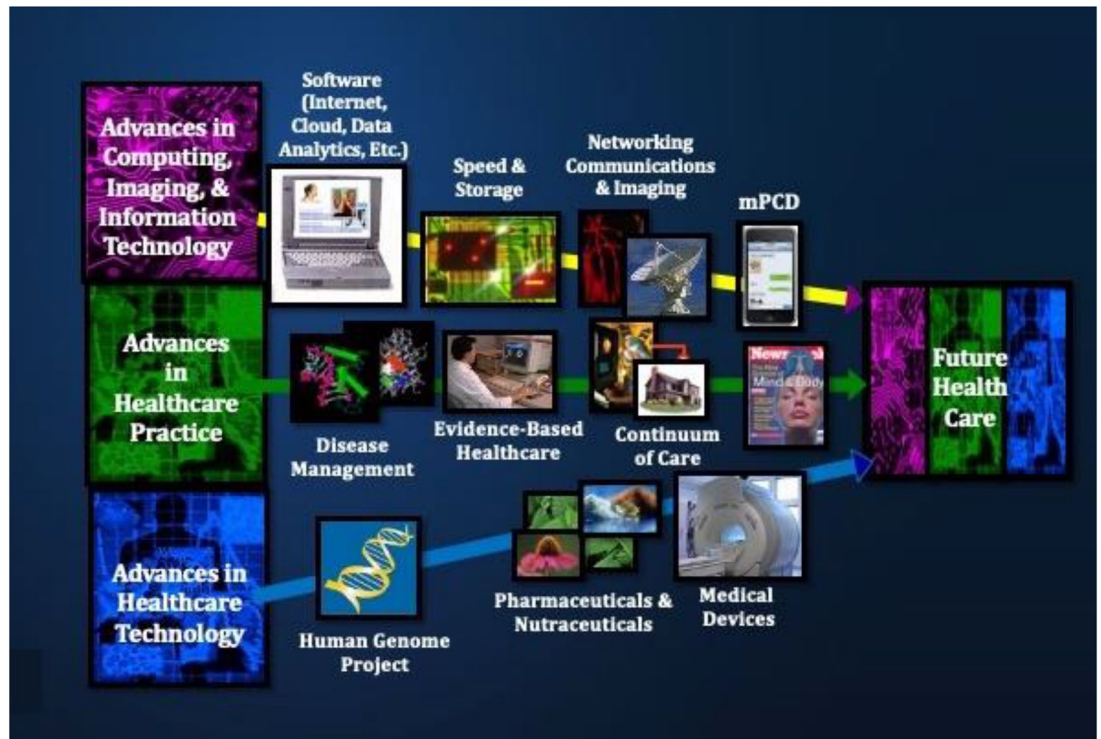 Advances in
Computing,
Imaging, &
Information
Technology
Software
(Internet,
Cloud, Data
Analytics, Etc.)
Speed &
Storage
Networking
Communications
& Imaging
mPCD
Advances
in
Healthcare
Practice
Disease
Management
Evidence-Based
Healthcare
Continuum
of Care
Mind & Body
Future
Health
Care
Advances in
Healthcare
Technology
Human Genome
Project
Pharmaceuticals &
Nutraceuticals
Medical
Devices